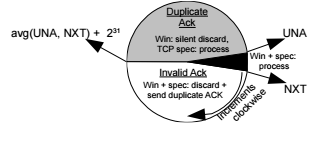 Duplicate
Ack
Win: silent discard,
TCP spec: process
avg(UNA, NXT) + 2³¹
UNA
Win + spec:
process
Invalid Ack
Win + spec: discard +
send duplicate ACK
NXT
Increments
clockwise